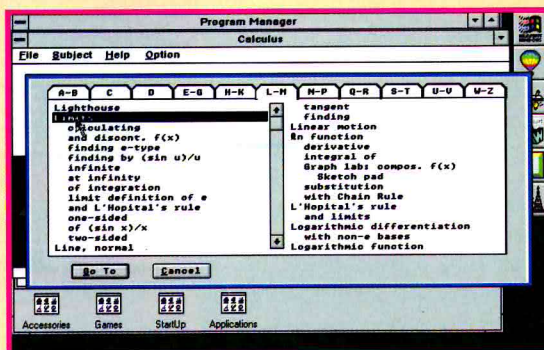 Program Manager
Calculus
File Subject Help Option
A-B C D E-G H-K L-M N-P Q-R S-T U-V W-Z
Lighthouse
Limits
calculating
and discont. f(x)
finding e-type
finding by (sin u)/u
infinite
at infinity
of integration
limit definition of e
and L'Hopital's rule
one-sided
of (sin x)/x
two-sided
Line, normal
tangent
finding
Linear motion
ln function
derivative
integral of
Graph lab: compos. f(x)
Sketch pad
substitution
with Chain Rule
L'Hopital's rule
and limits
Logarithmic differentiation
with non-e bases
Logarithmic function
Go To Cancel
Accessories Games StartUp Applications